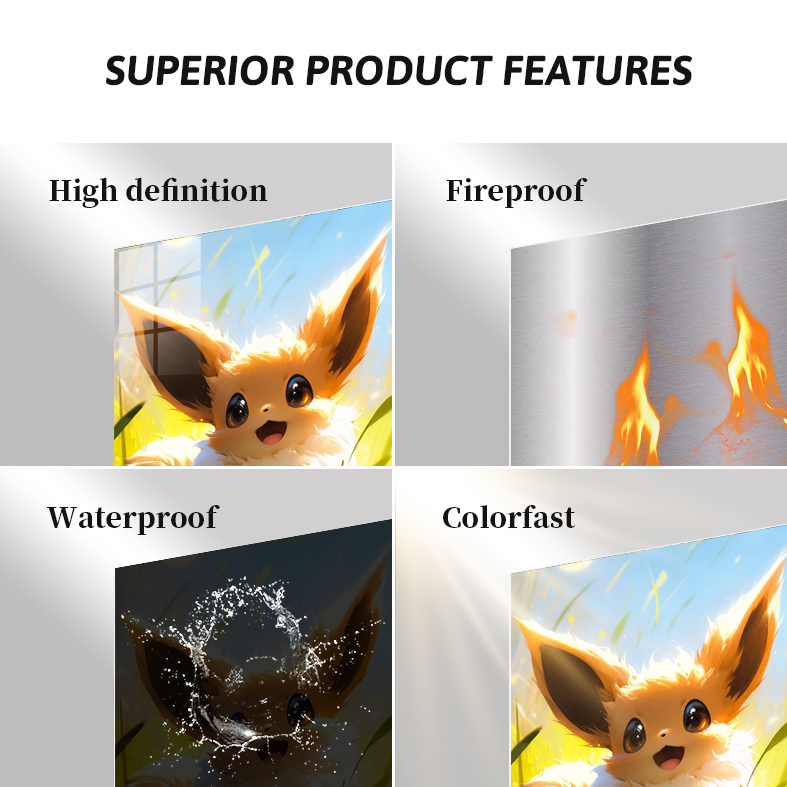 SUPERIOR PRODUCT FEATURES
High definition
Fireproof
Waterproof
Colorfast